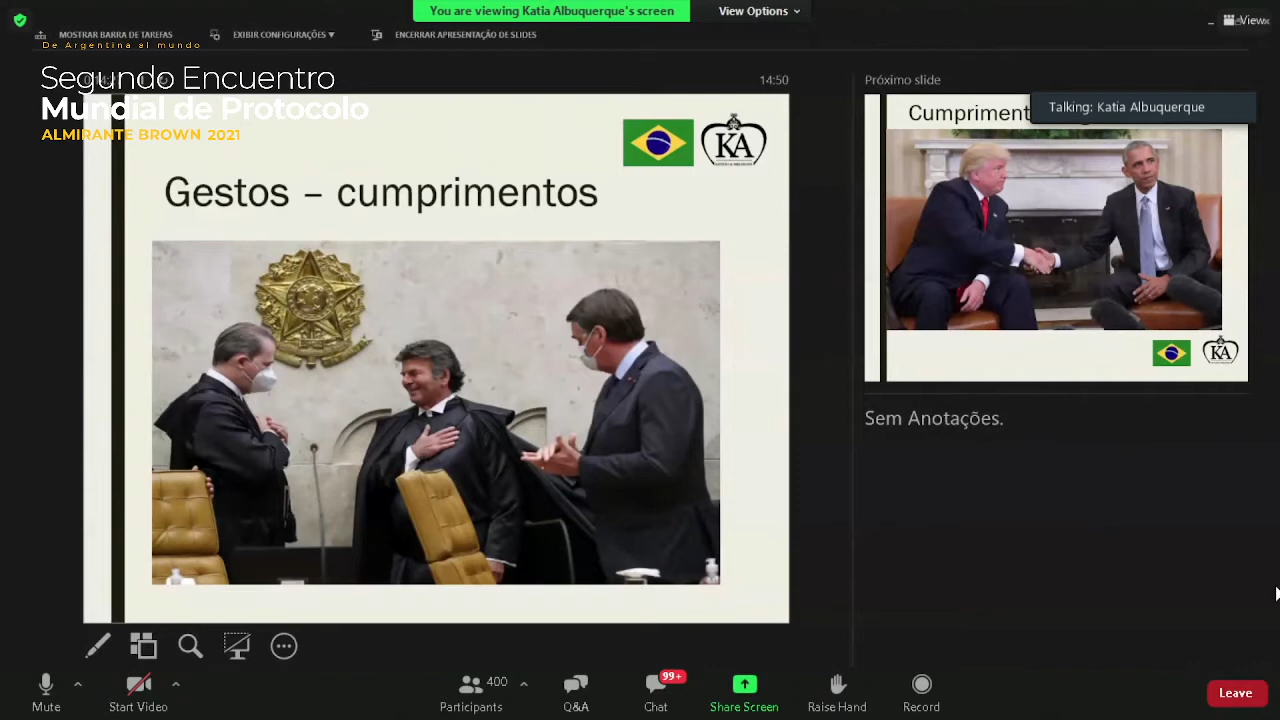 You are viewing Katia Albuquerque's screen
View Options
View
MOSTRAR BARRA DE TAREFAS
EXIBIR CONFIGURAÇÕES ▼
ENCERRAR APRESENTAÇÃO DE SLIDES
De Argentina al mundo
Segundo Encuentro
Mundial de Protocolo
ALMIRANTE BROWN 2021
14:50
Próximo slide
Talking: Katia Albuquerque
KA
Gestos – cumprimentos
Cumpriment
KA
Sem Anotações.
400
99+
Mute
Start Video
Participants
Q&A
Chat
Share Screen
Raise Hand
Record
Leave